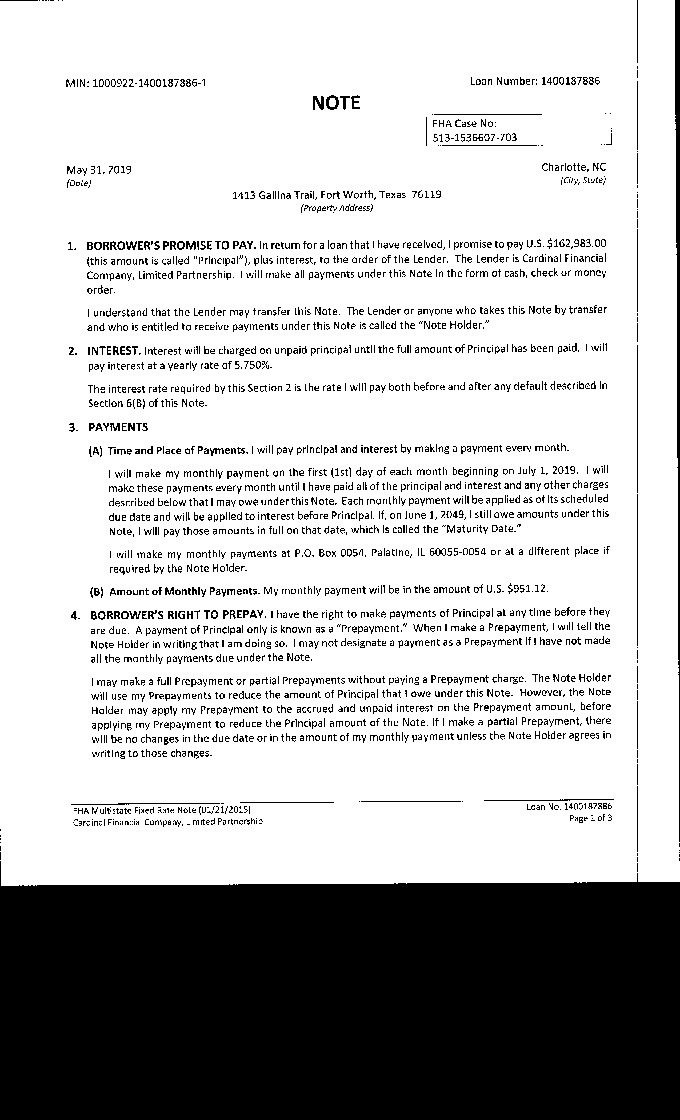 MIN: 1000922-1400187886-1
Loan Number: 1400187886
NOTE
FHA Case No:
513-1536607-703
May 31, 2019
Charlotte, NC
(Date)
(City, State)
1413 Gallina Trail, Fort Worth, Texas 76119
(Property Address)
1. BORROWER'S PROMISE TO PAY. In return for a loan that I have received, I promise to pay U.S. $162,983.00
(this amount is called "Principal"), plus interest, to the order of the Lender. The Lender is Cardinal Financial
Company, Limited Partnership. I will make all payments under this Note in the form of cash, check or money
order.
I understand that the Lender may transfer this Note. The Lender or anyone who takes this Note by transfer
and who is entitled to receive payments under this Note is called the "Note Holder."
2. INTEREST. Interest will be charged on unpaid principal until the full amount of Principal has been paid. I will
pay interest at a yearly rate of 5.750%.
The interest rate required by this Section 2 is the rate I will pay both before and after any default described in
Section 6(B) of this Note.
3. PAYMENTS
(A) Time and Place of Payments. I will pay principal and interest by making a payment every month.
I will make my monthly payment on the first (1st) day of each month beginning on July 1, 2019. I will
make these payments every month until I have paid all of the principal and interest and any other charges
described below that I may owe under this Note. Each monthly payment will be applied as of its scheduled
due date and will be applied to interest before Principal. If, on June 1, 2049, I still owe amounts under this
Note, I will pay those amounts in full on that date, which is called the "Maturity Date."
I will make my monthly payments at P.O. Box 0054, Palatine, IL 60055-0054 or at a different place if
required by the Note Holder.
(B) Amount of Monthly Payments. My monthly payment will be in the amount of U.S. $951.12.
4. BORROWER'S RIGHT TO PREPAY. I have the right to make payments of Principal at any time before they
are due. A payment of Principal only is known as a "Prepayment." When I make a Prepayment, I will tell the
Note Holder in writing that I am doing so. I may not designate a payment as a Prepayment if I have not made
all the monthly payments due under the Note.
I may make a full Prepayment or partial Prepayments without paying a Prepayment charge. The Note Holder
will use my Prepayments to reduce the amount of Principal that I owe under this Note. However, the Note
Holder may apply my Prepayment to the accrued and unpaid interest on the Prepayment amount, before
applying my Prepayment to reduce the Principal amount of the Note. If I make a partial Prepayment, there
will be no changes in the due date or in the amount of my monthly payment unless the Note Holder agrees in
writing to those changes.
FHA Multistate Fixed Rate Note (01/21/2015)
Loan No. 1400187886
Cardinal Financial Company, Limited Partnership
Page 1 of 3